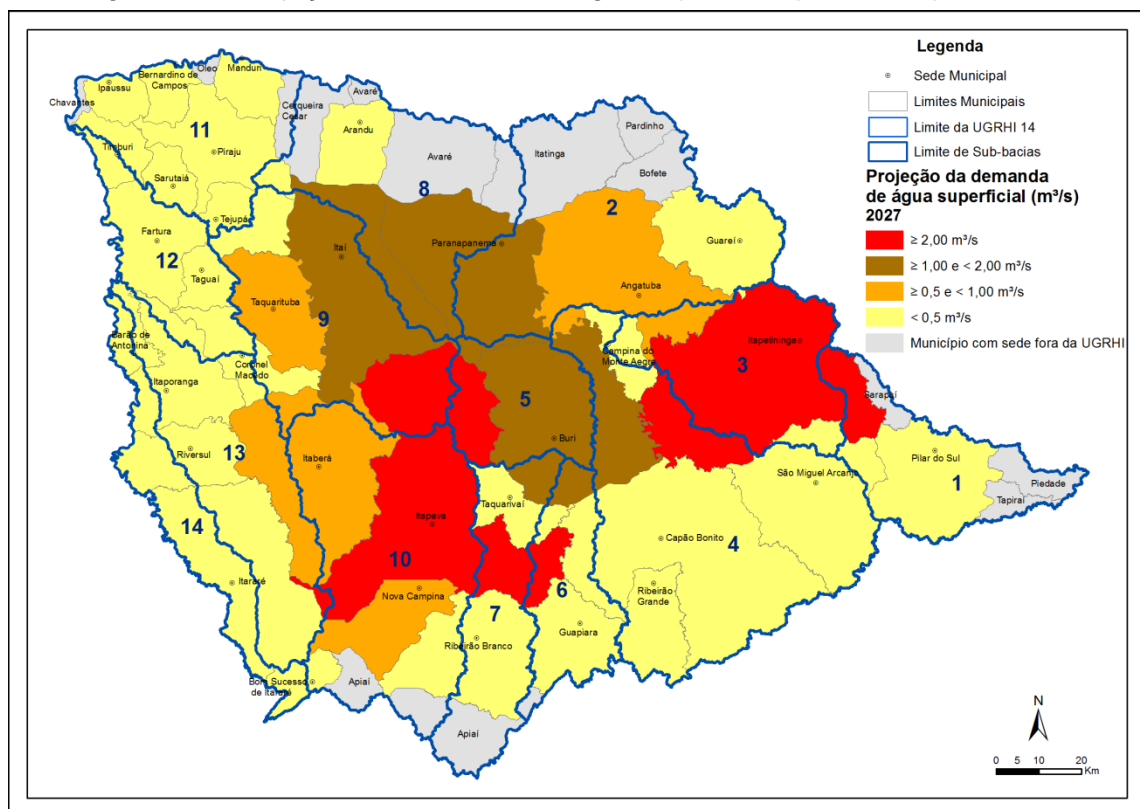 Legenda
Sede Municipal
Limites Municipais
Limite da UGRHI 14
Limite de Sub-bacias
Projeção da demanda
de água superficial (m³/s)
2027
≥ 2,00 m³/s
≥ 1,00 e < 2,00 m³/s
≥ 0,5 e < 1,00 m³/s
< 0,5 m³/s
Município com sede fora da UGRHI
Bernardino de
Campos
Óleo
Manduri
Ipaussu
Chavantes
Cerqueira
Cesar
Avaré
Arandu
11
Timburi
Piraju
Sarutaiá
Tejupá
Avaré
8
Itatinga
Pardinho
Bofete
2
Guareí
Fartura
12
Taguaí
Itaí
Paranapanema
Angatuba
Taquarituba
9
Barão de
Antonina
Coronel
Macedo
Campina do
Monte Aegre
Itapetininga
3
Itaporanga
5
Sarapuí
Buri
Riversul
13
Itaberá
Pilar do Sul
São Miguel Arcanjo
1
Piedade
Tapiraí
Taquarivaí
14
Itapeva
Capão Bonito
4
10
Itararé
Nova Campina
6
Ribeirão
Grande
7
Guapiara
Ribeirão Branco
Bom Sucesso
de Itararé
Apiaí
Apiaí
N
0 5 10 20
Km